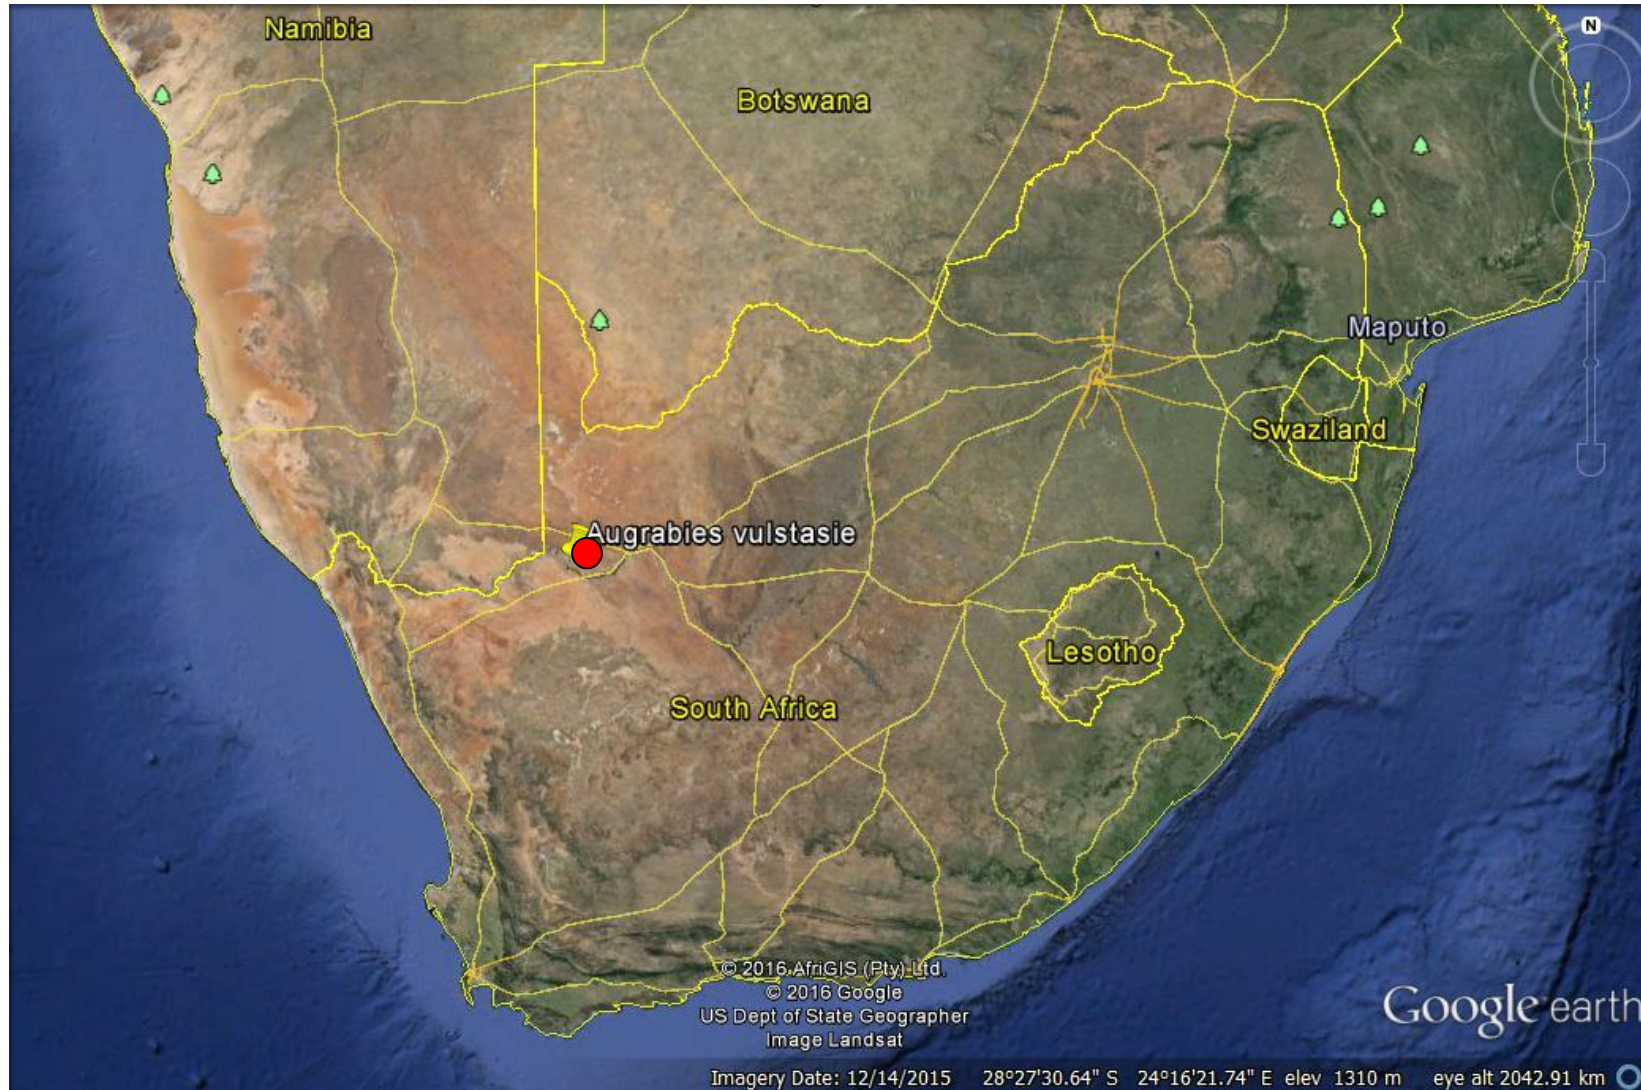 Namibia
N
Botswana
Maputo
Swaziland
Augrabies vulstasie
Lesotho
South Africa
© 2016 AfriGIS (Pty) Ltd.
© 2016 Google
US Dept of State Geographer
Image Landsat
Google earth
Imagery Date: 12/14/2015 28°27'30.64" S 24°16'21.74" E elev 1310 m eye alt 2042.91 km